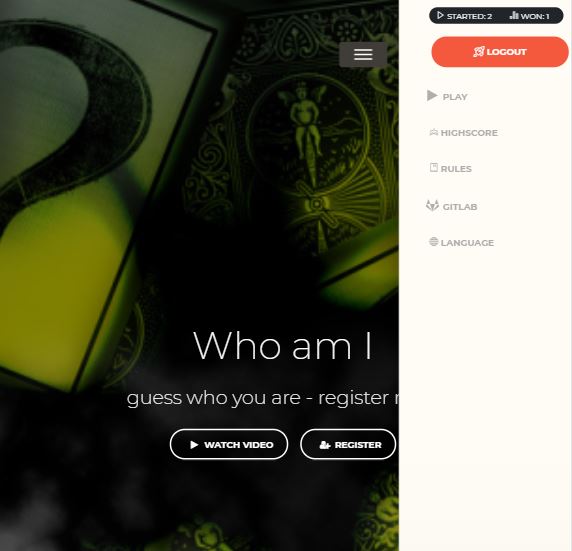 STARTED: 2 WON: 1
LOGOUT
PLAY
HIGHSCORE
RULES
GITLAB
LANGUAGE
Who am I
guess who you are - register
WATCH VIDEO REGISTER